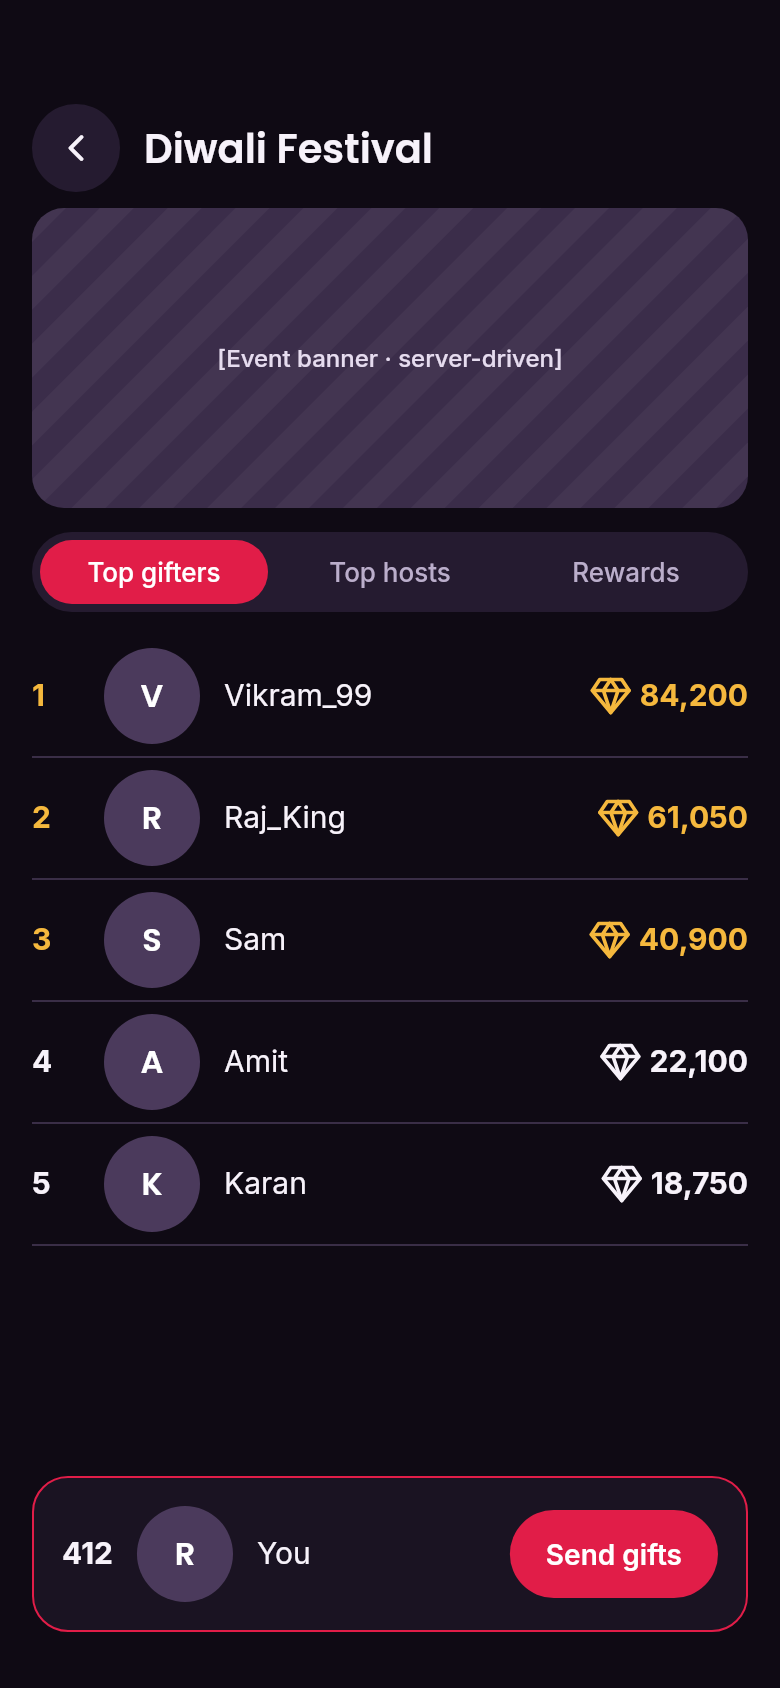 Diwali Festival
[Event banner · server-driven]
Top gifters Top hosts Rewards
1 V Vikram_99 84,200
2 R Raj_King 61,050
3 S Sam 40,900
4 A Amit 22,100
5 K Karan 18,750
412 R You Send gifts